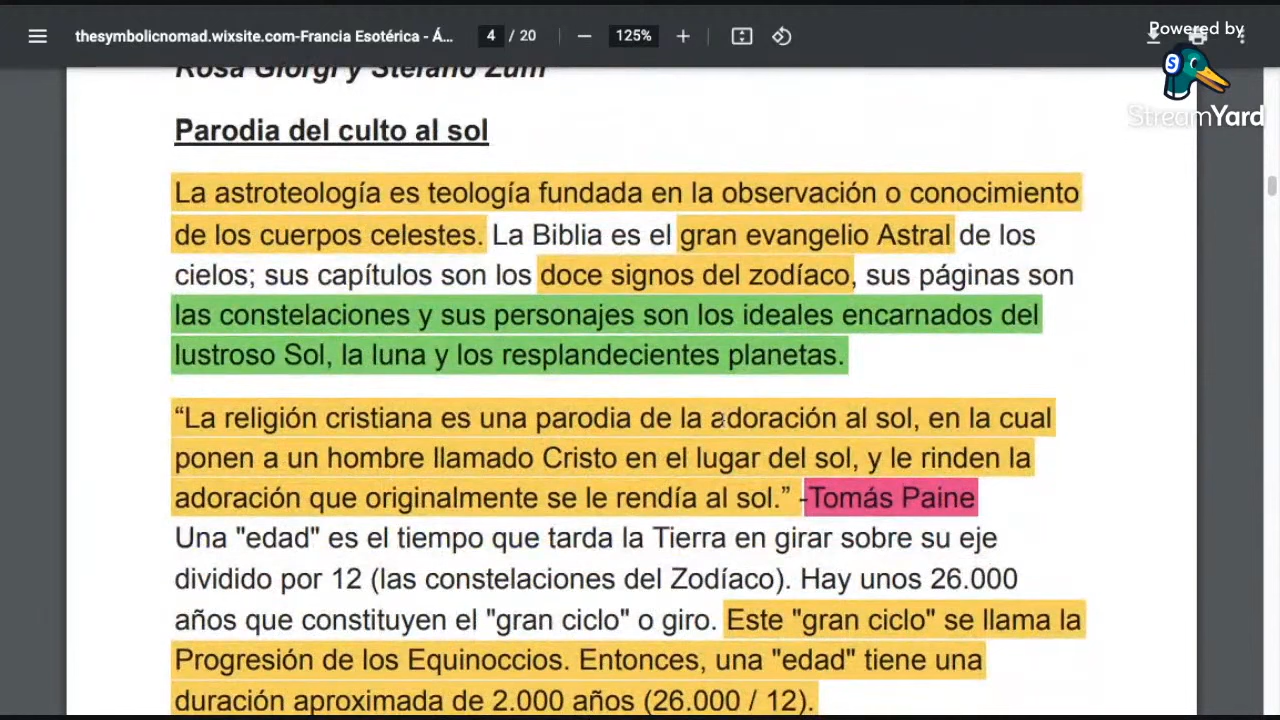 thesymbolicnomad.wixsite.com-Francia Esotérica - Á... 4 / 20 125%
Powered by
StreamYard
Rosa Giorgi y Stefano Zuffi
Parodia del culto al sol
La astroteología es teología fundada en la observación o conocimiento
de los cuerpos celestes. La Biblia es el gran evangelio Astral de los
cielos; sus capítulos son los doce signos del zodíaco, sus páginas son
las constelaciones y sus personajes son los ideales encarnados del
lustroso Sol, la luna y los resplandecientes planetas.
“La religión cristiana es una parodia de la adoración al sol, en la cual
ponen a un hombre llamado Cristo en el lugar del sol, y le rinden la
adoración que originalmente se le rendía al sol.” -Tomás Paine
Una "edad" es el tiempo que tarda la Tierra en girar sobre su eje
dividido por 12 (las constelaciones del Zodíaco). Hay unos 26.000
años que constituyen el "gran ciclo" o giro. Este "gran ciclo" se llama la
Progresión de los Equinoccios. Entonces, una "edad" tiene una
duración aproximada de 2.000 años (26.000 / 12).